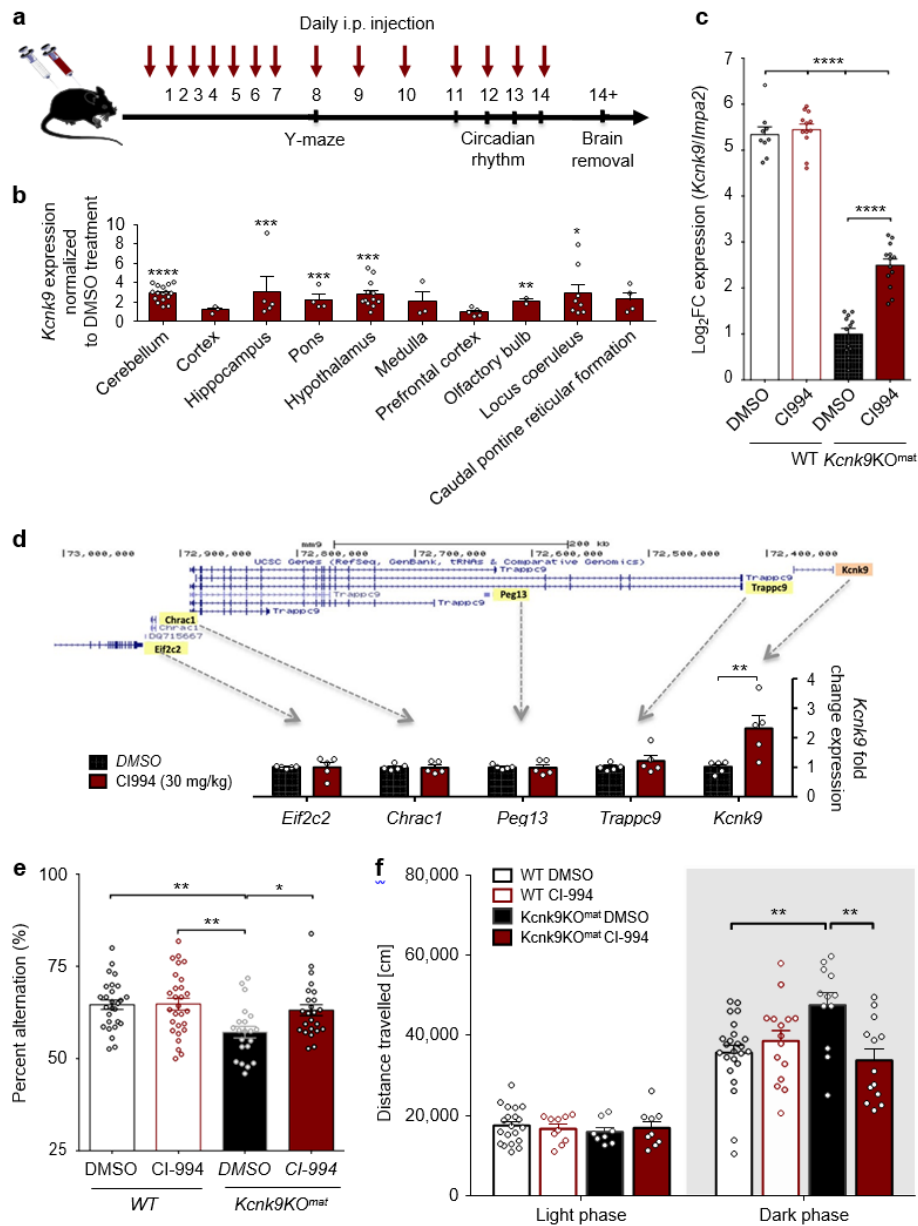 a
Daily i.p. injection
1 2 3 4 5 6 7 8 9 10 11 12 13 14 14+
Y-maze
Circadian
rhythm
Brain
removal
b
Kcnk9 expression
normalized
to DMSO treatment
10
8
6
4
2
0
****
***
***
***
**
*
Cerebellum
Cortex
Hippocampus
Pons
Hypothalamus
Medulla
Prefrontal cortex
Olfactory bulb
Locus coeruleus
Caudal pontine reticular formation
c
Log2FC expression (Kcnk9/Impa2)
7
6
5
4
3
2
1
0
****
****
DMSO
CI994
DMSO
CI994
WT
Kcnk9KOmat
d
mm9
200 kb
|73,000,000 |72,900,000 |72,800,000 |72,700,000 |72,600,000 |72,500,000 |72,400,000
UCSC Genes (RefSeq, GenBank, tRNAs & Comparative Genomics)
Trappc9
Kcnk9
Trappc9
Trappc9
Trappc9
Peg13
Trappc9
Trappc9
Chrac1
Chrac1
DQ715667
Eif2c2
**
4
3
2
1
0
Kcnk9 fold
change expression
DMSO
CI994 (30 mg/kg)
Eif2c2
Chrac1
Peg13
Trappc9
Kcnk9
e
Percent alternation (%)
100
75
50
25
**
*
**
DMSO
CI-994
DMSO
CI-994
WT
Kcnk9KOmat
f
Distance travelled [cm]
80,000
60,000
40,000
20,000
0
WT DMSO
WT CI-994
Kcnk9KOmat DMSO
Kcnk9KOmat CI-994
**
**
Light phase
Dark phase